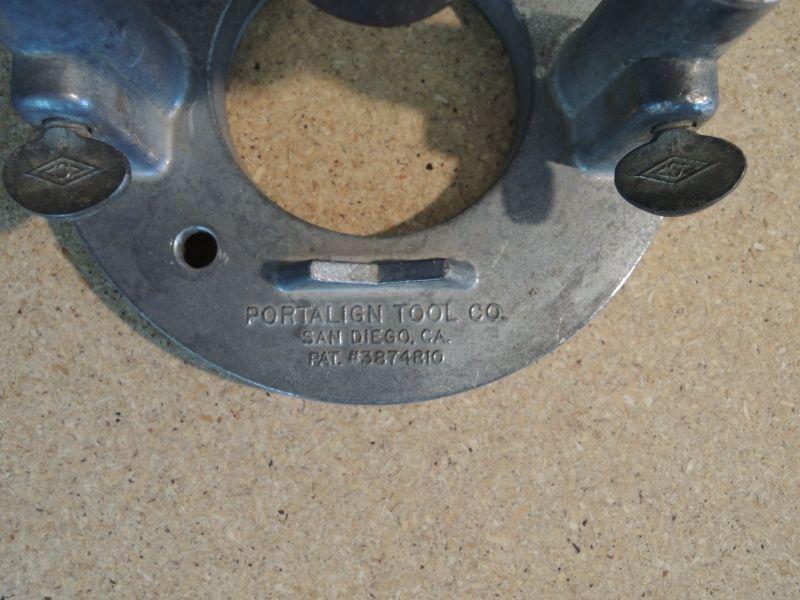 PORTALIGN TOOL CO.
SAN DIEGO, CA.
PAT. #3874810